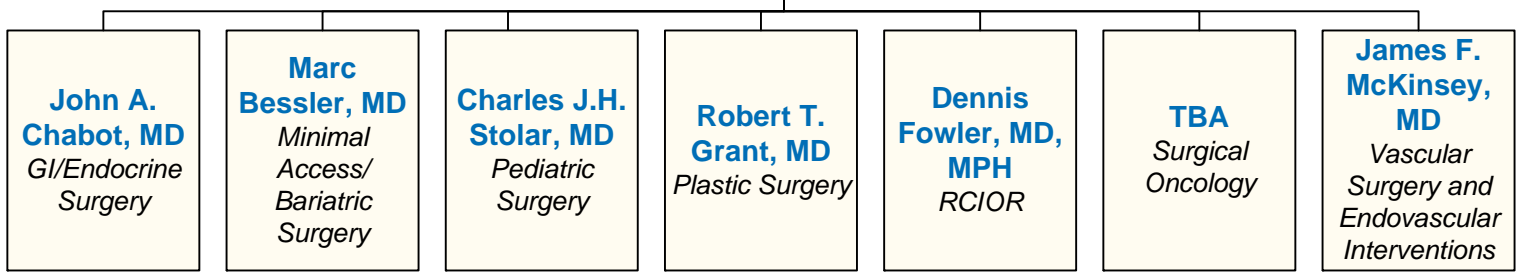 John A.
Chabot, MD
GI/Endocrine
Surgery
Marc
Bessler, MD
Minimal
Access/
Bariatric
Surgery
Charles J.H.
Stolar, MD
Pediatric
Surgery
Robert T.
Grant, MD
Plastic Surgery
Dennis
Fowler, MD,
MPH
RCIOR
TBA
Surgical
Oncology
James F.
McKinsey,
MD
Vascular
Surgery and
Endovascular
Interventions